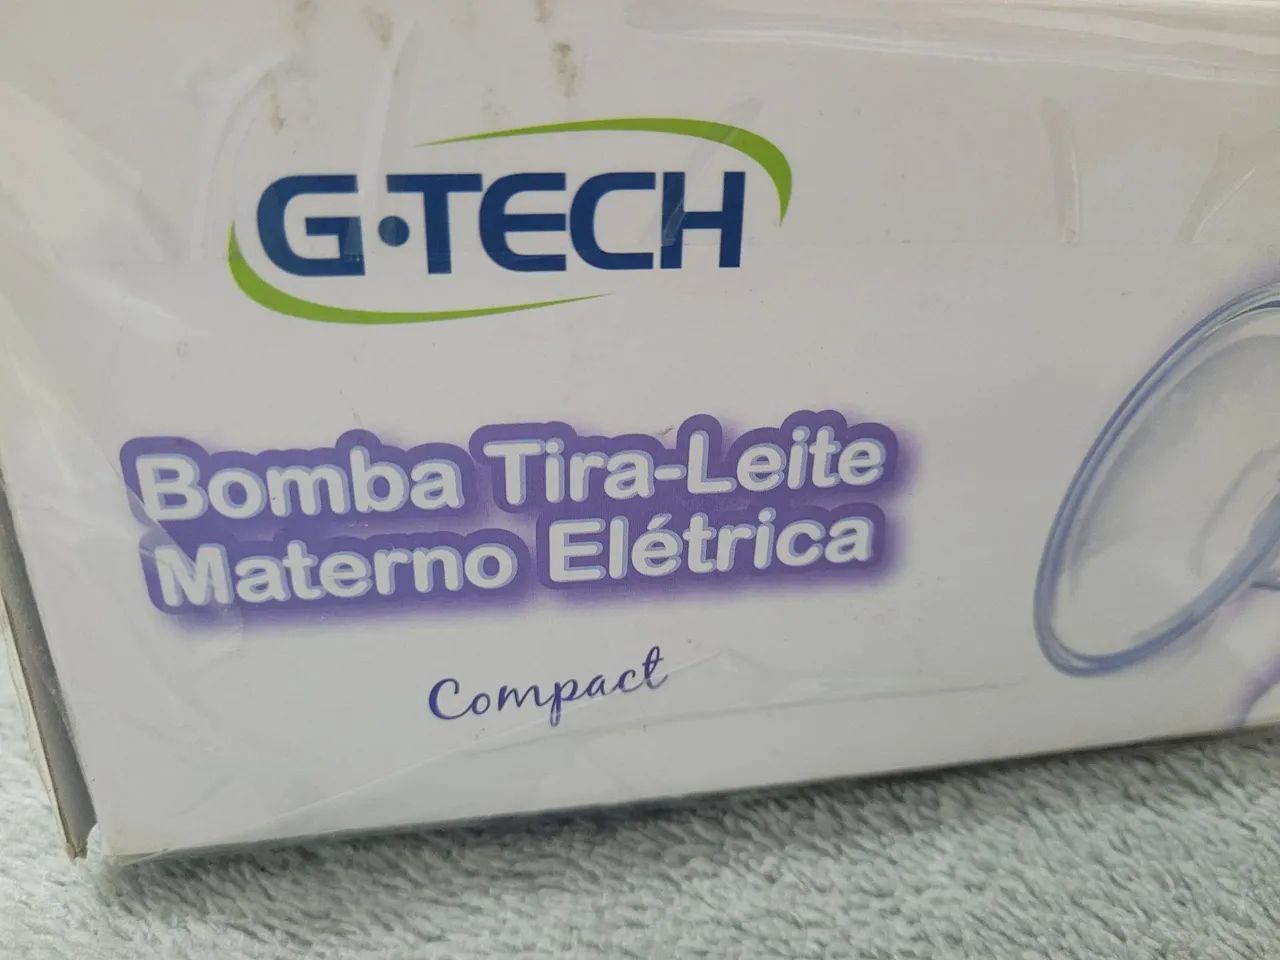 G·TECH
Bomba Tira-Leite
Materno Elétrica
Compact